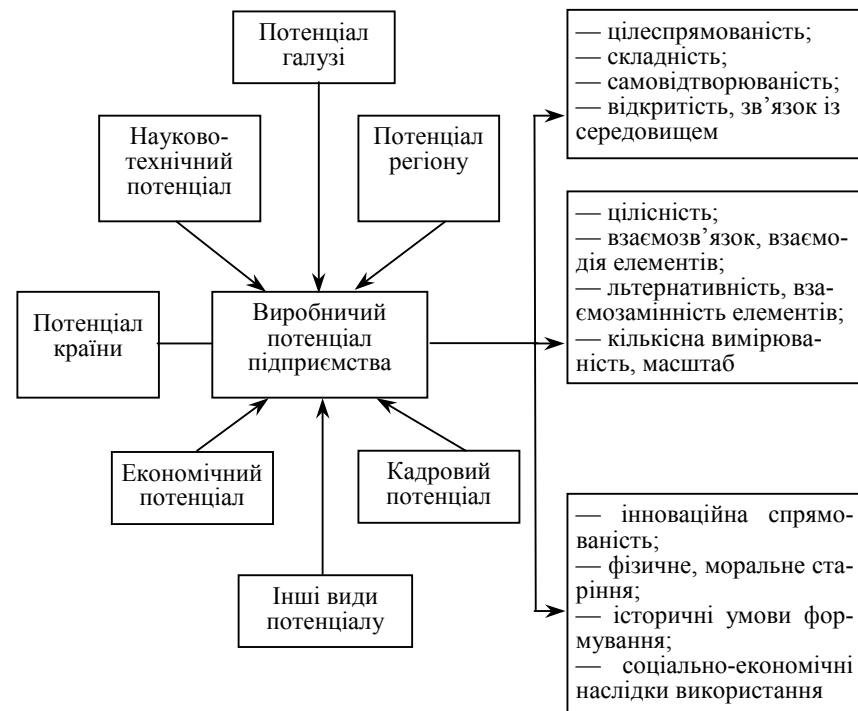 Потенціал
галузі
Науково-
технічний
потенціал
Потенціал
регіону
Потенціал
країни
Виробничий
потенціал
підприємства
Економічний
потенціал
Кадровий
потенціал
Інші види
потенціалу
— цілеспрямованість;
— складність;
— самовідтворюваність;
— відкритість, зв’язок із
середовищем
— цілісність;
— взаємозв’язок, взаємо-
дія елементів;
— льтернативність, вза-
ємозамінність елементів;
— кількісна вимірюва-
ність, масштаб
— інноваційна спрямо-
ваність;
— фізичне, моральне ста-
ріння;
— історичні умови фор-
мування;
— соціально-економічні
наслідки використання